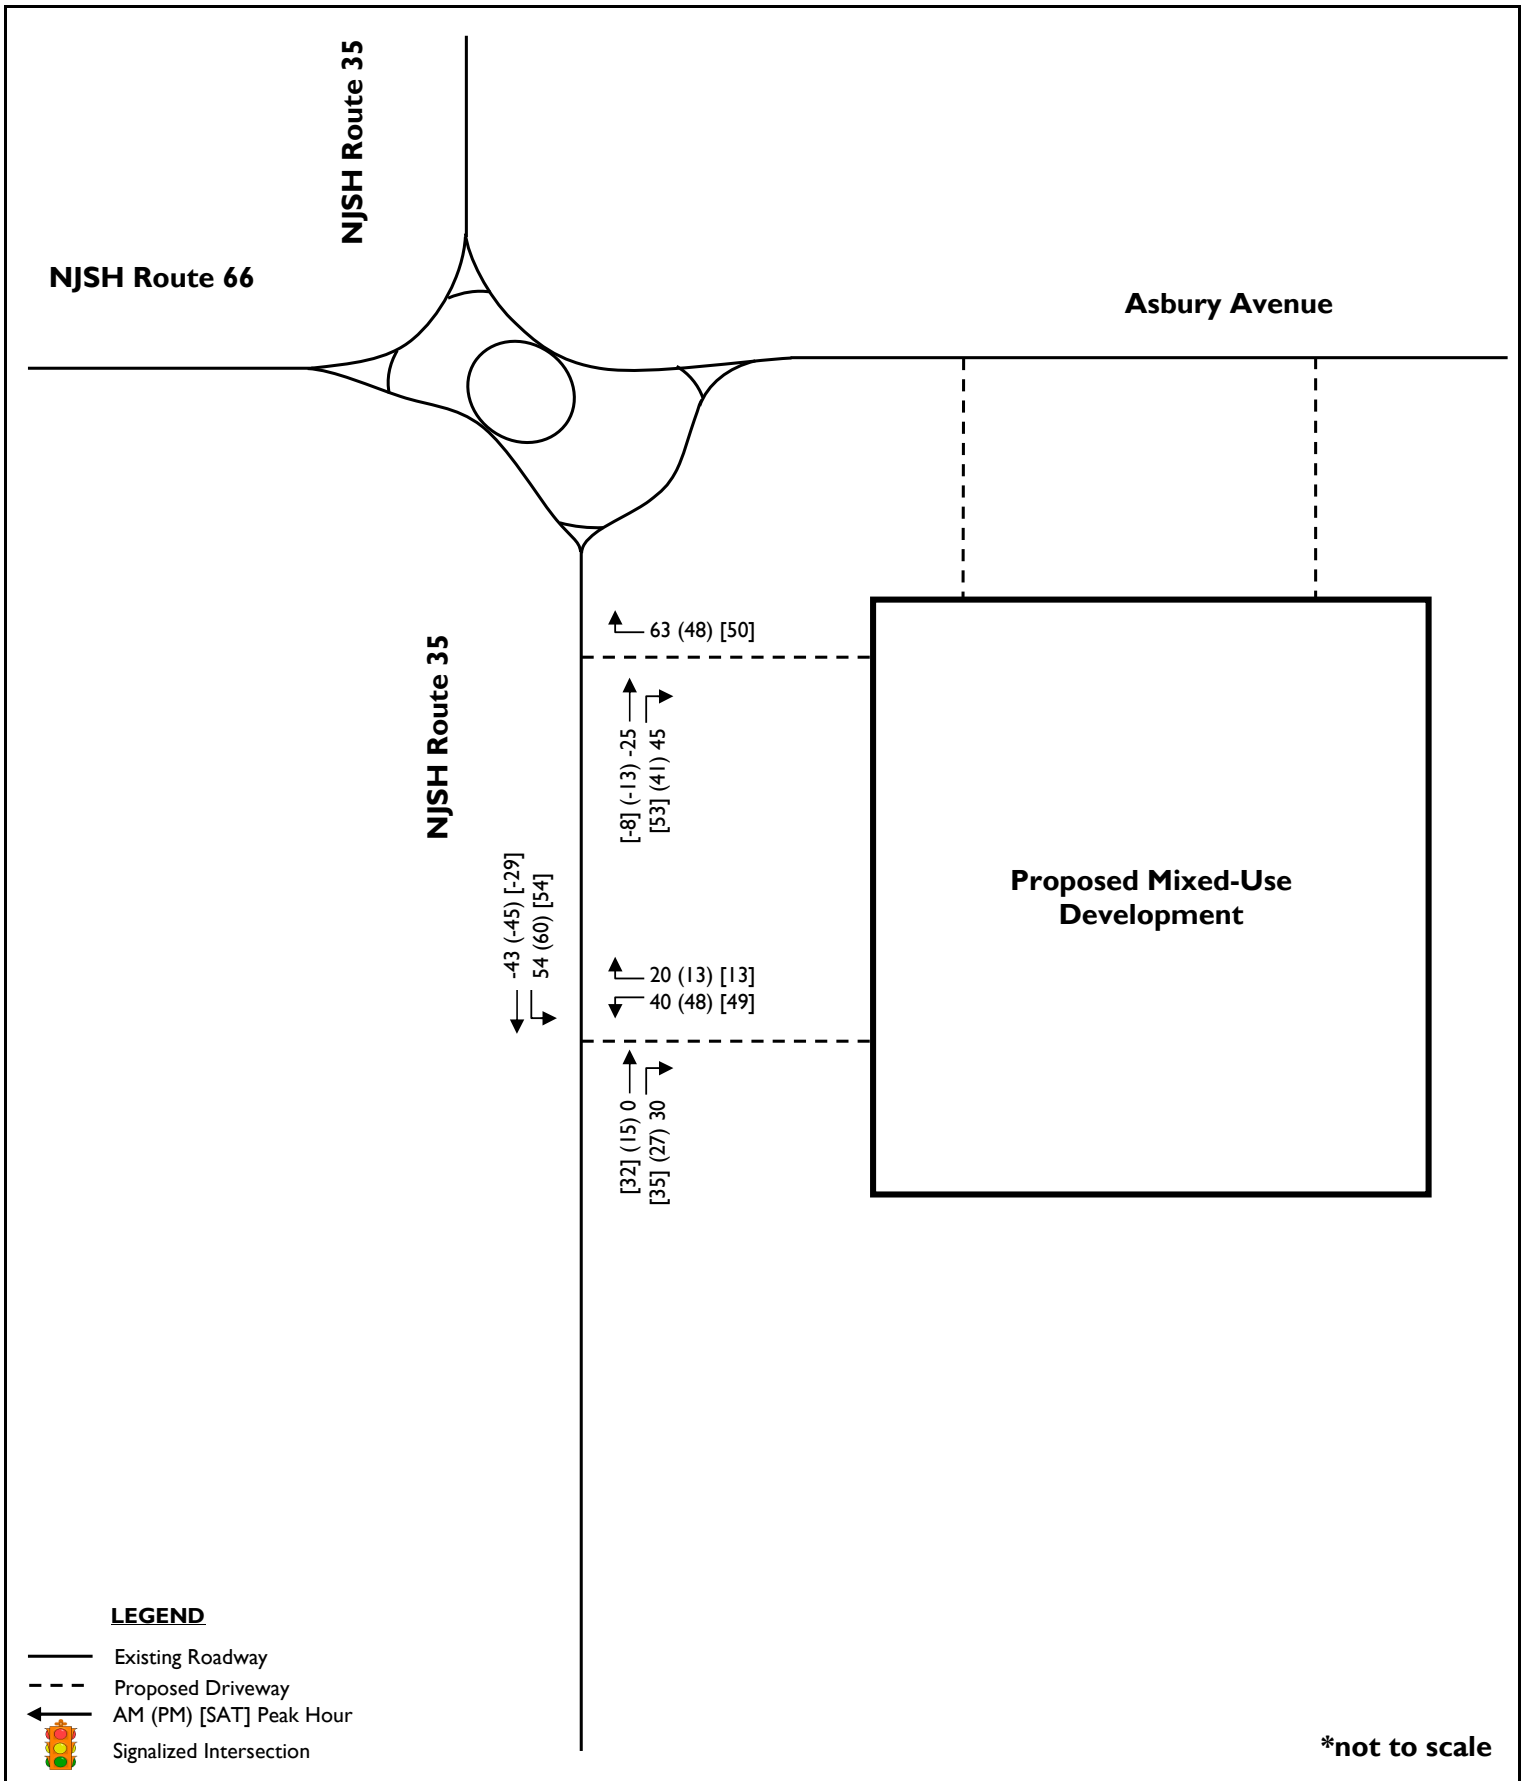 NJSH Route 35
NJSH Route 66
Asbury Avenue
63 (48) [50]
NJSH Route 35
[-8] (-13) -25
[53] (41) 45
-43 (-45) [-29]
54 (60) [54]
Proposed Mixed-Use
Development
20 (13) [13]
40 (48) [49]
[32] (15) 0
[35] (27) 30
LEGEND
Existing Roadway
Proposed Driveway
AM (PM) [SAT] Peak Hour
Signalized Intersection
*not to scale